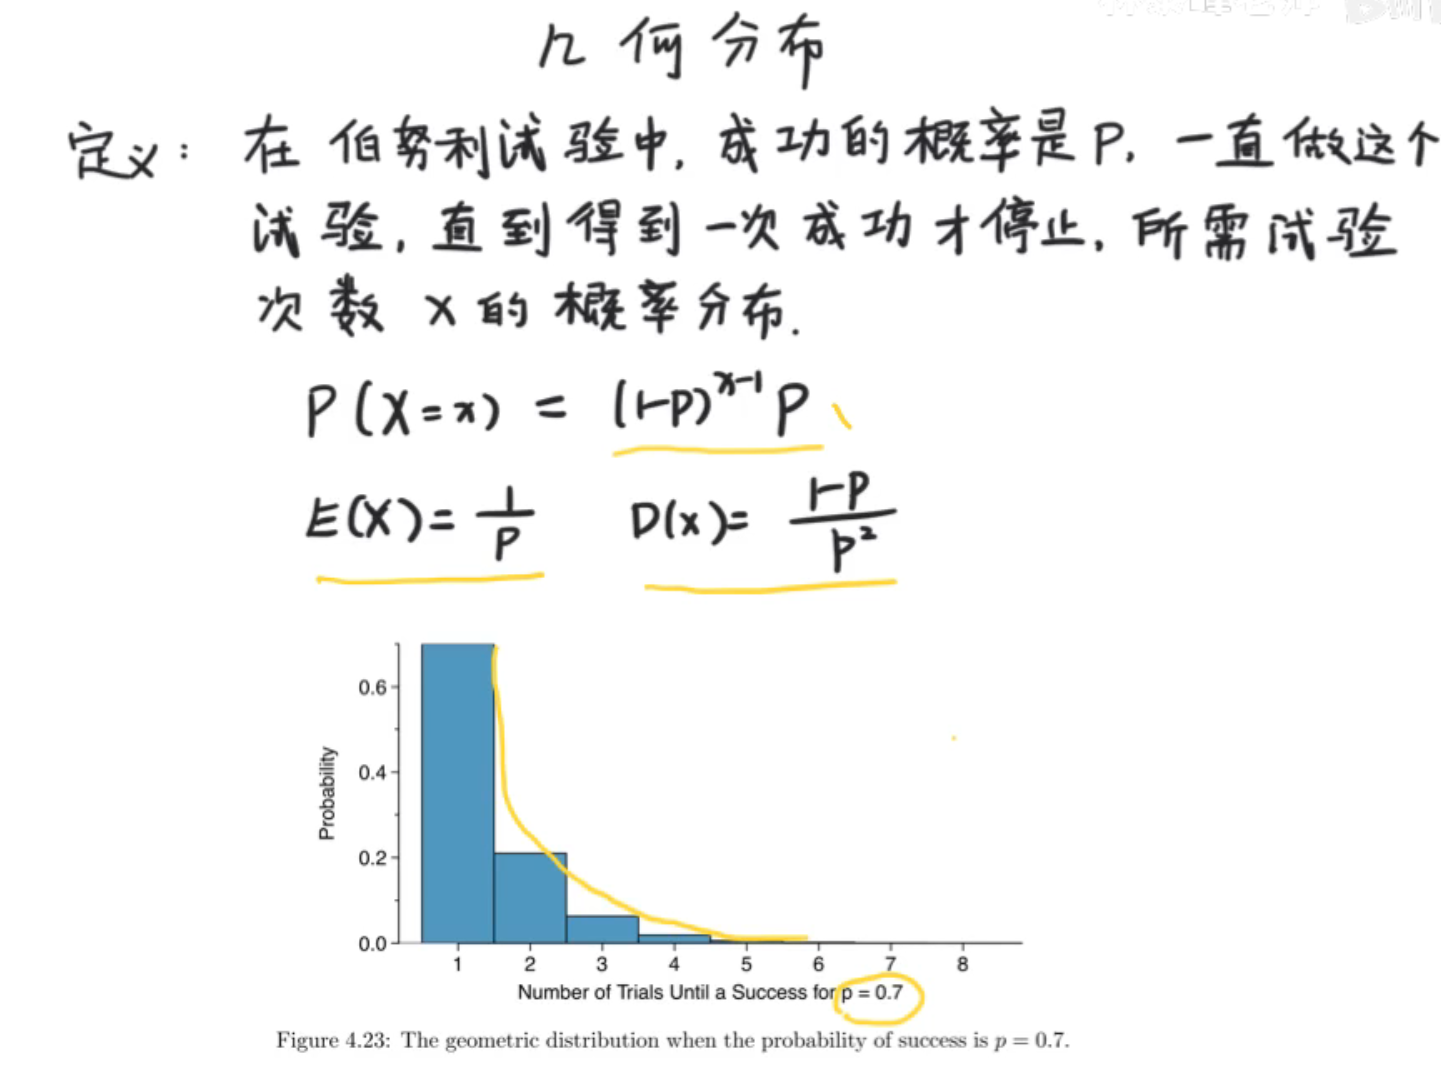 几何分布
定义：在伯努利试验中，成功的概率是P，一直做这个
试验，直到得到一次成功才停止，所需试验
次数X的概率分布.
P(X=x) = (1-P)^{x-1} P
E(X)= 1/P    D(x)= 1-P/P²
0.6
0.4
0.2
0.0
Probability
1 2 3 4 5 6 7 8
Number of Trials Until a Success for p = 0.7
Figure 4.23: The geometric distribution when the probability of success is p = 0.7.